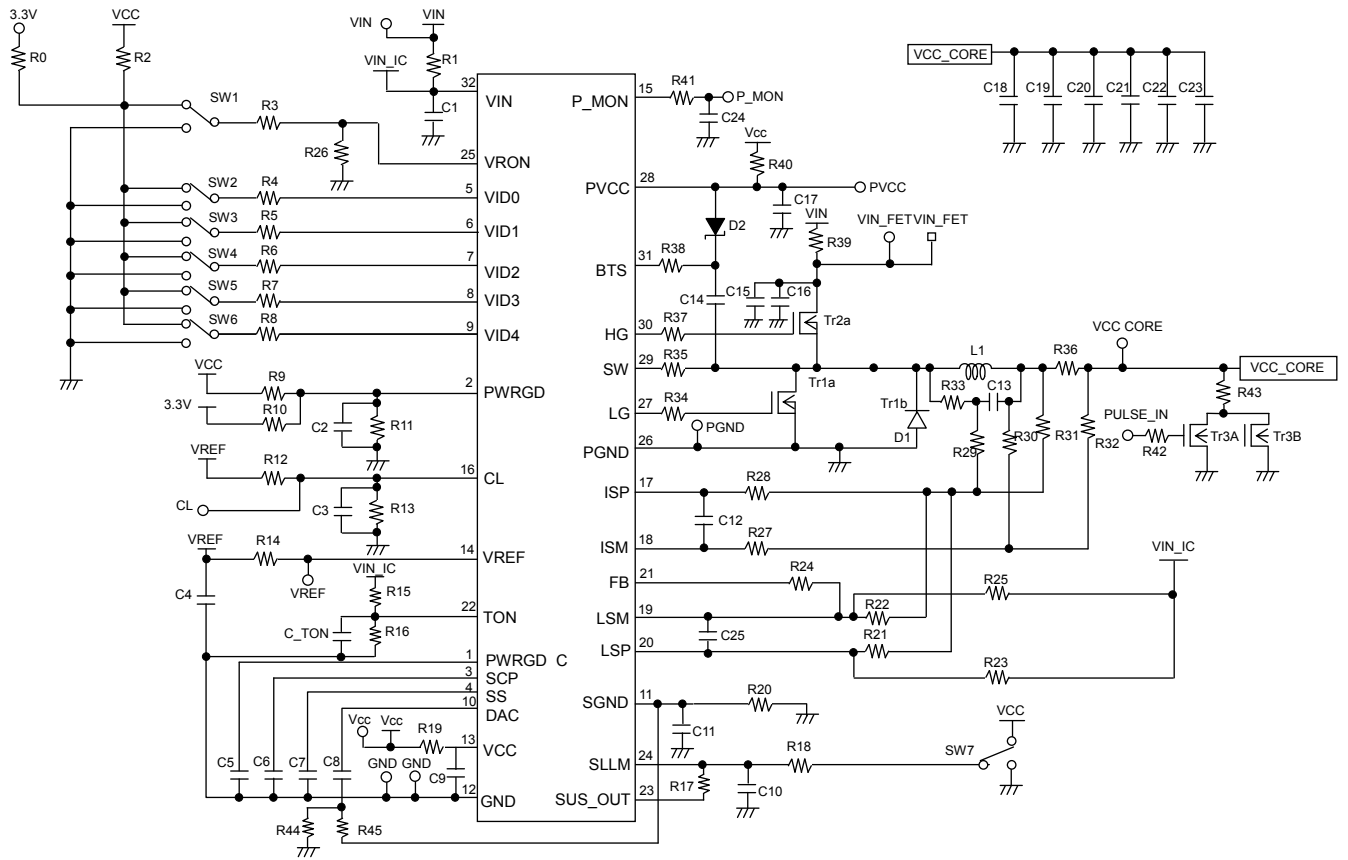 3.3V
VCC
R0
R2
SW1
R3
R26
SW2
R4
SW3
R5
SW4
R6
SW5
R7
SW6
R8
VIN
VIN
R1
VIN_IC
C1
32
VIN
25
VRON
5
VID0
6
VID1
7
VID2
8
VID3
9
VID4
VCC
R9
3.3V
R10
C2
R11
2
PWRGD
VREF
R12
CL
C3
R13
16
CL
VREF
R14
VREF
14
VREF
C4
VIN_IC
R15
R16
C_TON
22
TON
1
PWRGD_C
3
SCP
4
SS
10
DAC
Vcc
Vcc
R19
13
VCC
C5
C6
C7
C8
GND
GND
C9
12
GND
R44
R45
15
P_MON
R41
P_MON
C24
Vcc
R40
28
PVCC
PVCC
C17
D2
VIN
R39
VIN_FET
VIN_FET
31
BTS
R38
C14
C15
C16
30
HG
R37
Tr2a
29
SW
R35
27
LG
R34
PGND
Tr1a
26
PGND
Tr1b
D1
L1
R33
C13
R36
VCC CORE
VCC_CORE
R43
PULSE_IN
R42
Tr3A
Tr3B
R29
R30
R31
R32
17
ISP
R28
C12
18
ISM
R27
21
FB
R24
19
LSM
R22
R25
VIN_IC
C25
20
LSP
R21
R23
11
SGND
C11
R20
24
SLLM
R18
SW7
VCC
R17
C10
23
SUS_OUT
VCC_CORE
C18
C19
C20
C21
C22
C23